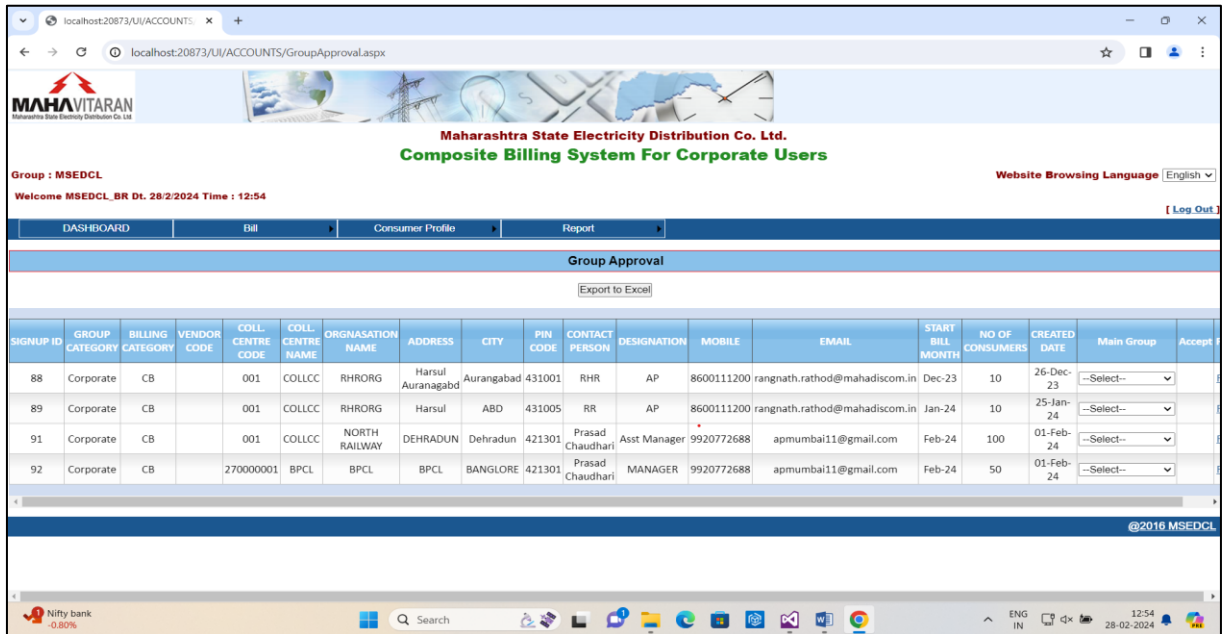 localhost:20873/UI/ACCOUNTS
localhost:20873/UI/ACCOUNTS/GroupApproval.aspx
MAHAVITARAN
Maharashtra State Electricity Distribution Co. Ltd.
Maharashtra State Electricity Distribution Co. Ltd.
Composite Billing System For Corporate Users
Group : MSEDCL
Website Browsing Language English
Welcome MSEDCL_BR Dt. 28/2/2024 Time : 12:54
[ Log Out ]
DASHBOARD Bill Consumer Profile Report
Group Approval
Export to Excel
SIGNUP ID GROUP CATEGORY BILLING CATEGORY VENDOR CODE COLL. CENTRE CODE COLL. CENTRE NAME ORGNASATION NAME ADDRESS CITY PIN CODE CONTACT PERSON DESIGNATION MOBILE EMAIL START BILL MONTH NO OF CONSUMERS CREATED DATE Main Group Accept
88 Corporate CB 001 COLLCC RHRORG Harsul Auranagabd Aurangabad 431001 RHR AP 8600111200 rangnath.rathod@mahadiscom.in Dec-23 10 26-Dec-23 --Select--
89 Corporate CB 001 COLLCC RHRORG Harsul ABD 431005 RR AP 8600111200 rangnath.rathod@mahadiscom.in Jan-24 10 25-Jan-24 --Select--
91 Corporate CB 001 COLLCC NORTH RAILWAY DEHRADUN Dehradun 421301 Prasad Chaudhari Asst Manager 9920772688 apmumbai11@gmail.com Feb-24 100 01-Feb-24 --Select--
92 Corporate CB 270000001 BPCL BPCL BPCL BANGLORE 421301 Prasad Chaudhari MANAGER 9920772688 apmumbai11@gmail.com Feb-24 50 01-Feb-24 --Select--
@2016 MSEDCL
1 Nifty bank
-0.80%
Search
ENG
IN
12:54
28-02-2024
PRE